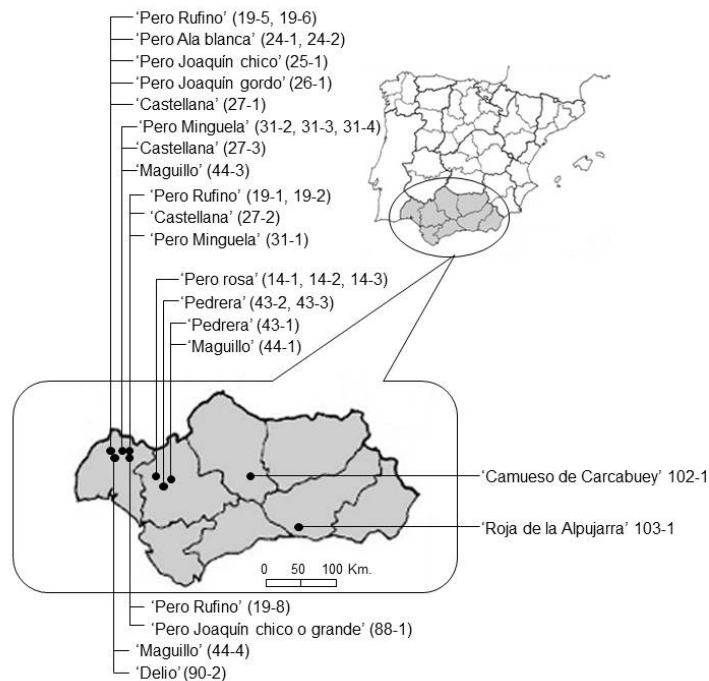 ‘Pero Rufino’ (19-5, 19-6)
‘Pero Ala blanca’ (24-1, 24-2)
‘Pero Joaquín chico’ (25-1)
‘Pero Joaquín gordo’ (26-1)
‘Castellana’ (27-1)
‘Pero Minguela’ (31-2, 31-3, 31-4)
‘Castellana’ (27-3)
‘Maguillo’ (44-3)
‘Pero Rufino’ (19-1, 19-2)
‘Castellana’ (27-2)
‘Pero Minguela’ (31-1)
‘Pero rosa’ (14-1, 14-2, 14-3)
‘Pedrera’ (43-2, 43-3)
‘Pedrera’ (43-1)
‘Maguillo’ (44-1)
‘Camueso de Carcabuey’ 102-1
‘Roja de la Alpujarra’ 103-1
0 50 100 Km.
‘Pero Rufino’ (19-8)
‘Pero Joaquín chico o grande’ (88-1)
‘Maguillo’ (44-4)
‘Delio’ (90-2)